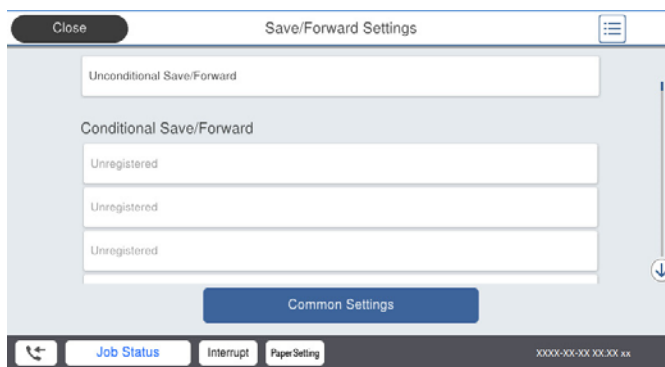 Close
Save/Forward Settings
Unconditional Save/Forward
Conditional Save/Forward
Unregistered
Unregistered
Unregistered
Common Settings
Job Status
Interrupt
Paper Setting
XXXX-XX-XX XX:XX xx